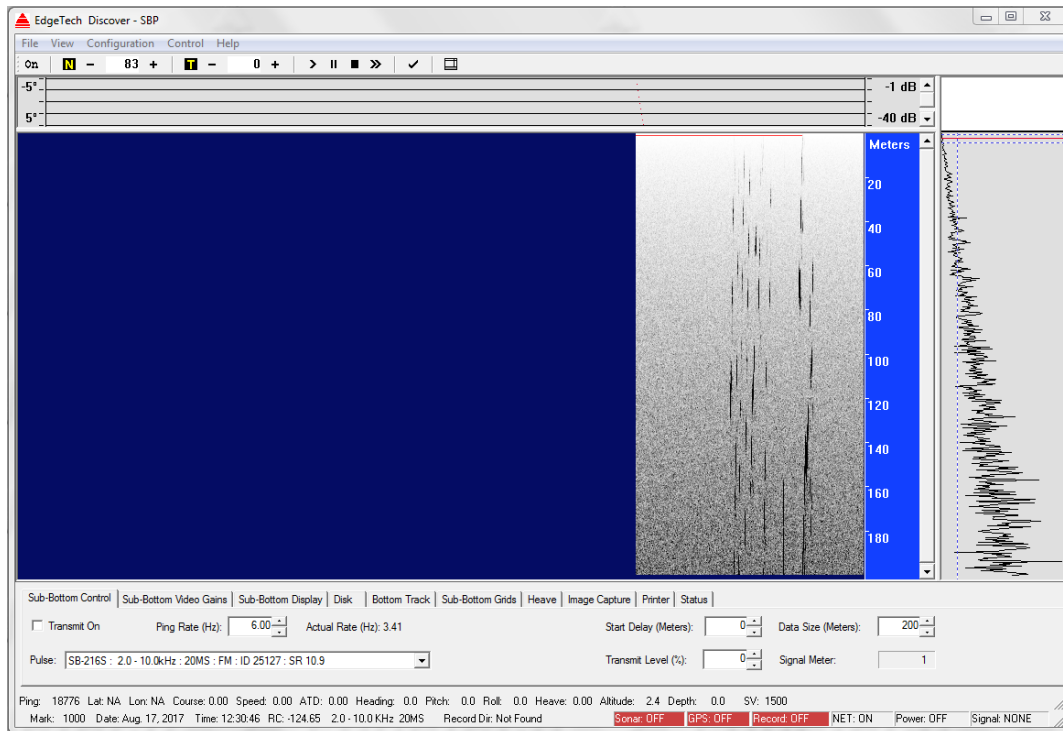 EdgeTech Discover - SBP
File View Configuration Control Help
On N - 83 + T - 0 +
-5° -1 dB
5° -40 dB
Meters
20
40
60
80
100
120
140
160
180
Sub-Bottom Control Sub-Bottom Video Gains Sub-Bottom Display Disk Bottom Track Sub-Bottom Grids Heave Image Capture Printer Status
Transmit On Ping Rate (Hz): 6.00 Actual Rate (Hz): 3.41 Start Delay (Meters): 0 Data Size (Meters): 200
Pulse: SB-216S : 2.0 - 10.0kHz : 20MS : FM : ID 25127 : SR 10.9 Transmit Level (%): 0 Signal Meter: 1
Ping: 18776 Lat: NA Lon: NA Course: 0.00 Speed: 0.00 ATD: 0.00 Heading: 0.0 Pitch: 0.0 Roll: 0.0 Heave: 0.00 Altitude: 2.4 Depth: 0.0 SV: 1500
Mark: 1000 Date: Aug. 17, 2017 Time: 12:30:46 RC: -124.65 2.0 - 10.0 KHz 20MS Record Dir: Not Found Sonar: OFF GPS: OFF Record: OFF NET: ON Power: OFF Signal: NONE